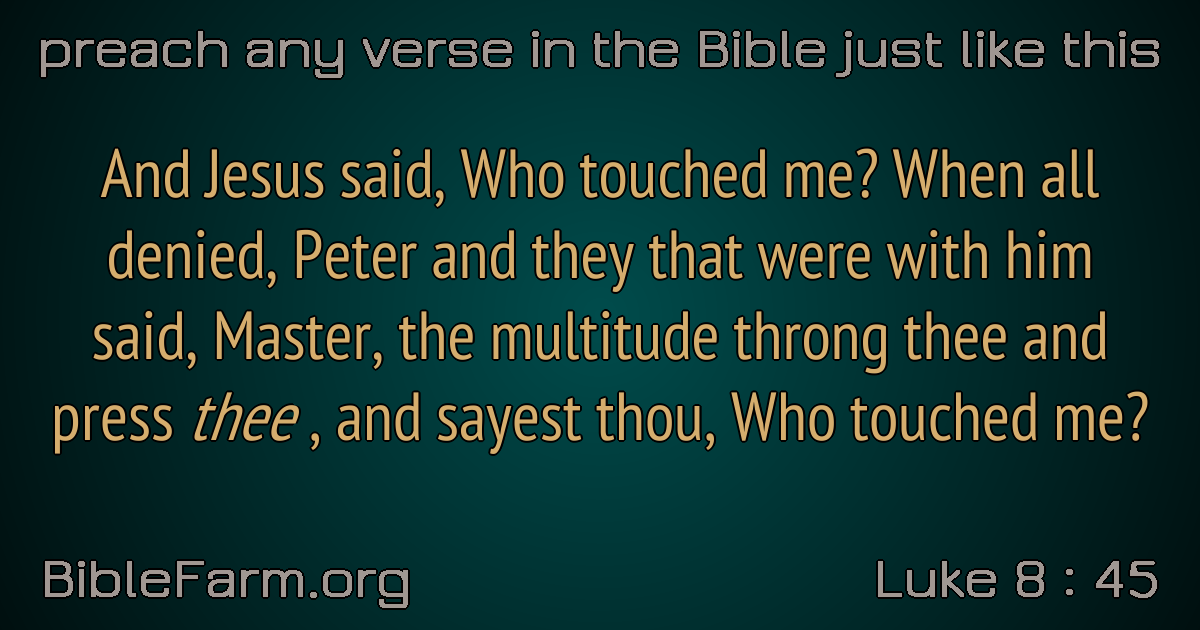 preach any verse in the Bible just like this
And Jesus said, Who touched me? When all
denied, Peter and they that were with him
said, Master, the multitude throng thee and
press thee , and sayest thou, Who touched me?
BibleFarm.org
Luke 8 : 45